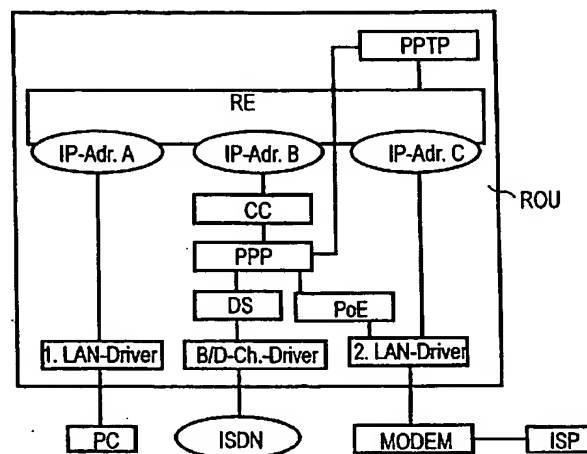 PPTP
RE
IP-Adr. A
IP-Adr. B
IP-Adr. C
ROU
CC
PPP
DS
PoE
1. LAN-Driver
B/D-Ch.-Driver
2. LAN-Driver
PC
ISDN
MODEM
ISP